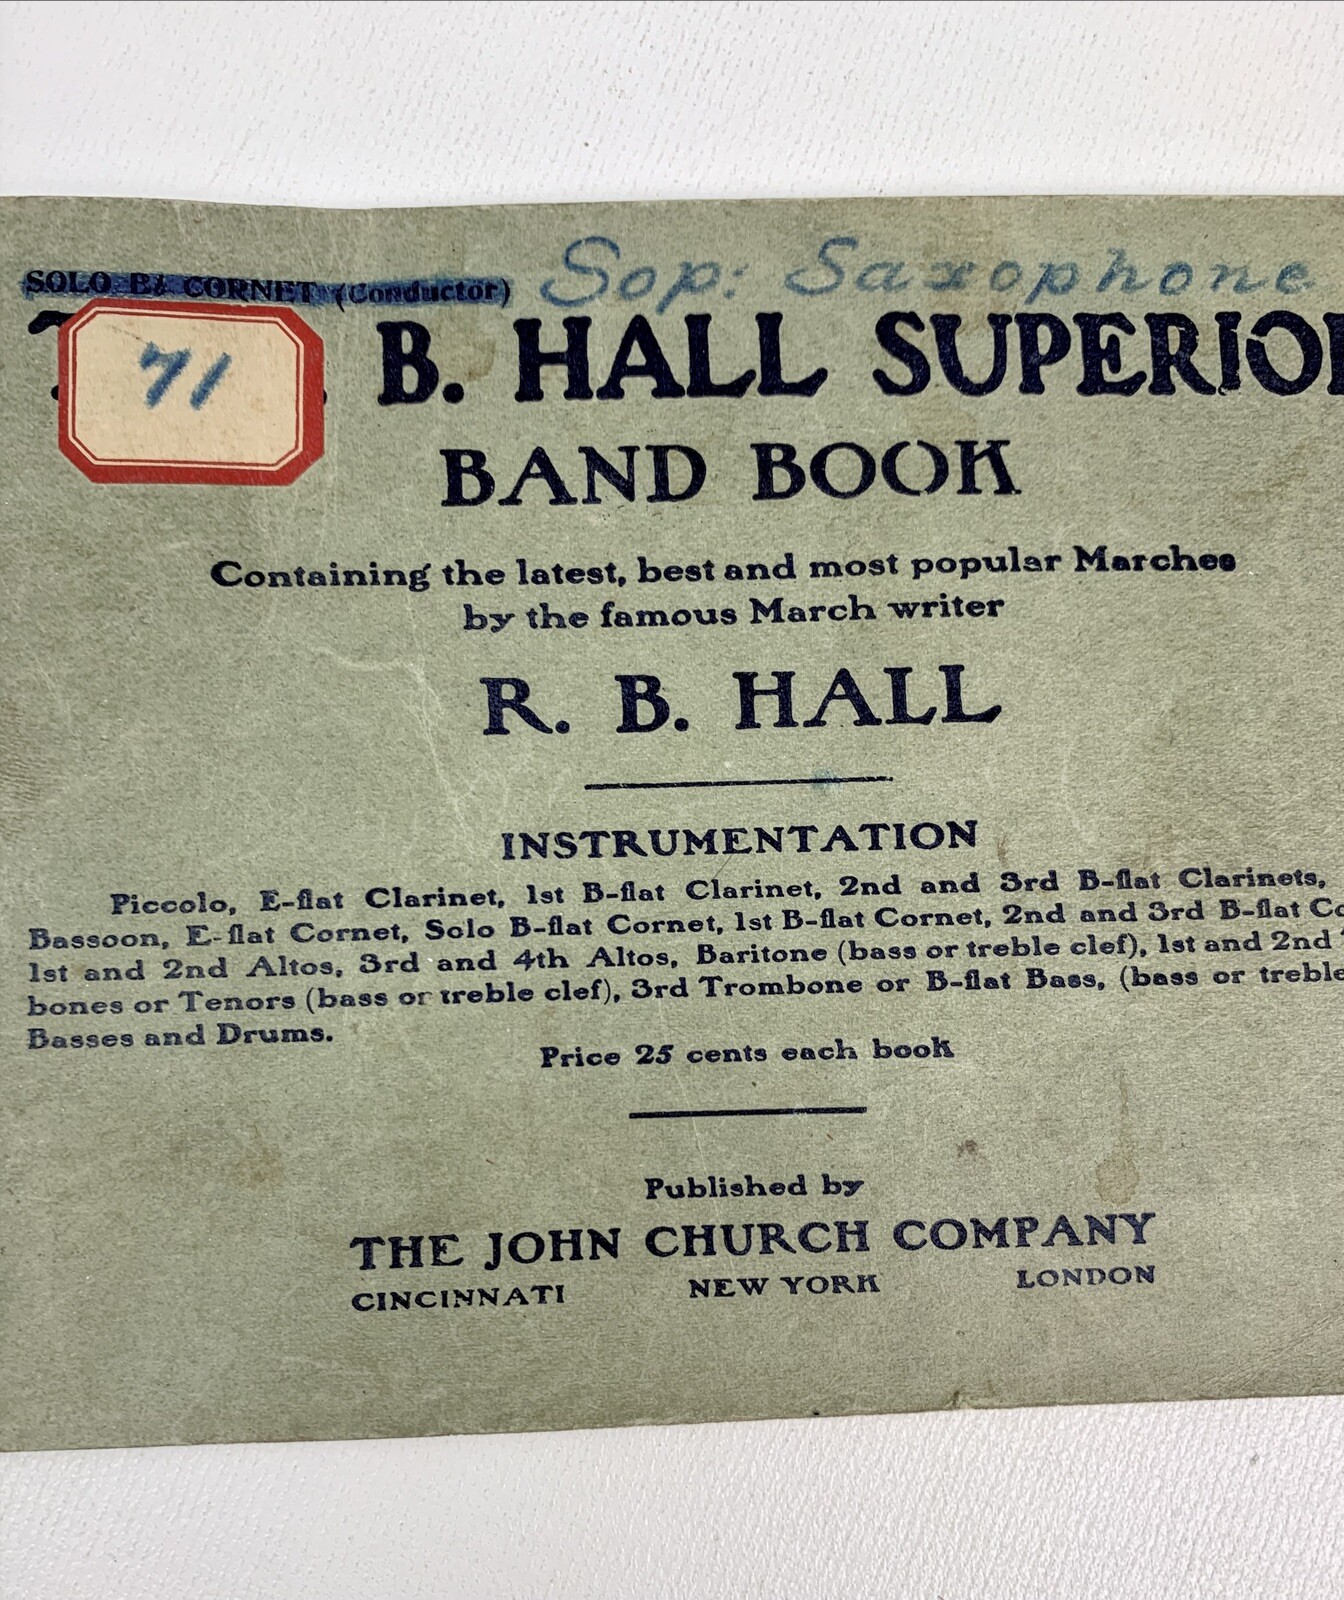 SOLO B♭ CORNET (Conductor) Sop: Saxophone
71
B. HALL SUPERIO
BAND BOOK
Containing the latest, best and most popular Marches
by the famous March writer
R. B. HALL
INSTRUMENTATION
Piccolo, E-flat Clarinet, 1st B-flat Clarinet, 2nd and 3rd B-flat Clarinets,
Bassoon, E-flat Cornet, Solo B-flat Cornet, 1st B-flat Cornet, 2nd and 3rd B-flat Co
1st and 2nd Altos, 3rd and 4th Altos, Baritone (bass or treble clef), 1st and 2nd
bones or Tenors (bass or treble clef), 3rd Trombone or B-flat Bass, (bass or treble
Basses and Drums.
Price 25 cents each book
Published by
THE JOHN CHURCH COMPANY
CINCINNATI NEW YORK LONDON